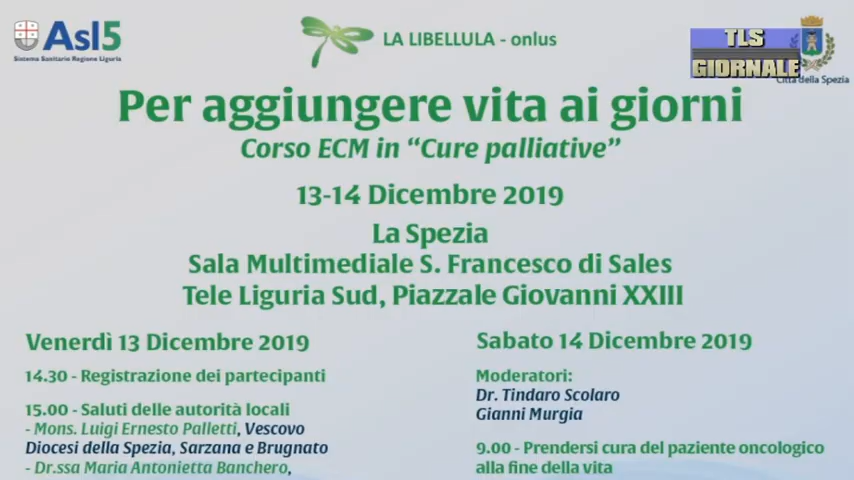 Asl5
Sistema Sanitario Regione Liguria
LA LIBELLULA - onlus
TLS
GIORNALE
Città della Spezia
Per aggiungere vita ai giorni
Corso ECM in “Cure palliative”
13-14 Dicembre 2019
La Spezia
Sala Multimediale S. Francesco di Sales
Tele Liguria Sud, Piazzale Giovanni XXIII
Venerdì 13 Dicembre 2019
14.30 - Registrazione dei partecipanti
15.00 - Saluti delle autorità locali
- Mons. Luigi Ernesto Palletti, Vescovo
Diocesi della Spezia, Sarzana e Brugnato
- Dr.ssa Maria Antonietta Banchero,
Sabato 14 Dicembre 2019
Moderatori:
Dr. Tindaro Scolaro
Gianni Murgia
9.00 - Prendersi cura del paziente oncologico
alla fine della vita